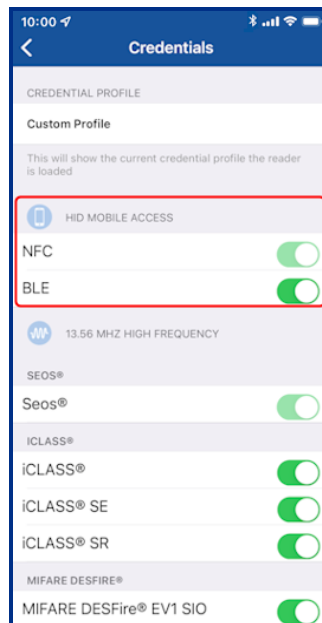 10:00
Credentials
CREDENTIAL PROFILE
Custom Profile
This will show the current credential profile the reader
is loaded
HID MOBILE ACCESS
NFC
BLE
13.56 MHZ HIGH FREQUENCY
SEOS®
Seos®
ICLASS®
iCLASS®
iCLASS® SE
iCLASS® SR
MIFARE DESFIRE®
MIFARE DESFire® EV1 SIO